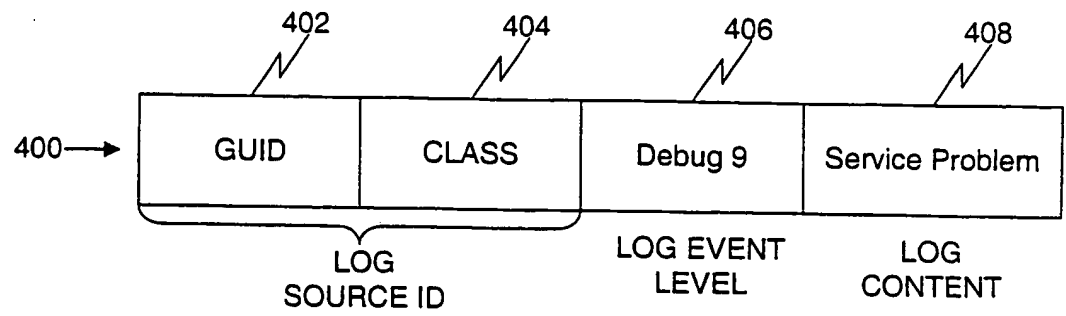 402 404 406 408
400 GUID CLASS Debug 9 Service Problem
LOG SOURCE ID
LOG EVENT LEVEL
LOG CONTENT